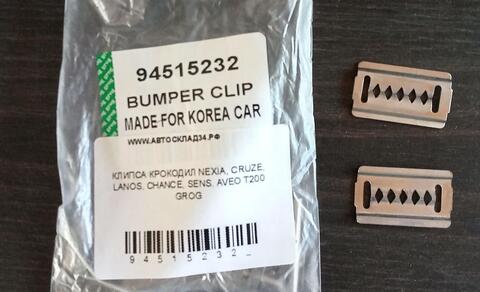 94515232
BUMPER CLIP
MADE FOR KOREA CAR
WWW.АВТОСКЛАД34.РФ
КЛИПСА КРОКОДИЛ NEXIA, CRUZE,
LANOS, CHANCE, SENS, AVEO T200
GROG
94515232_